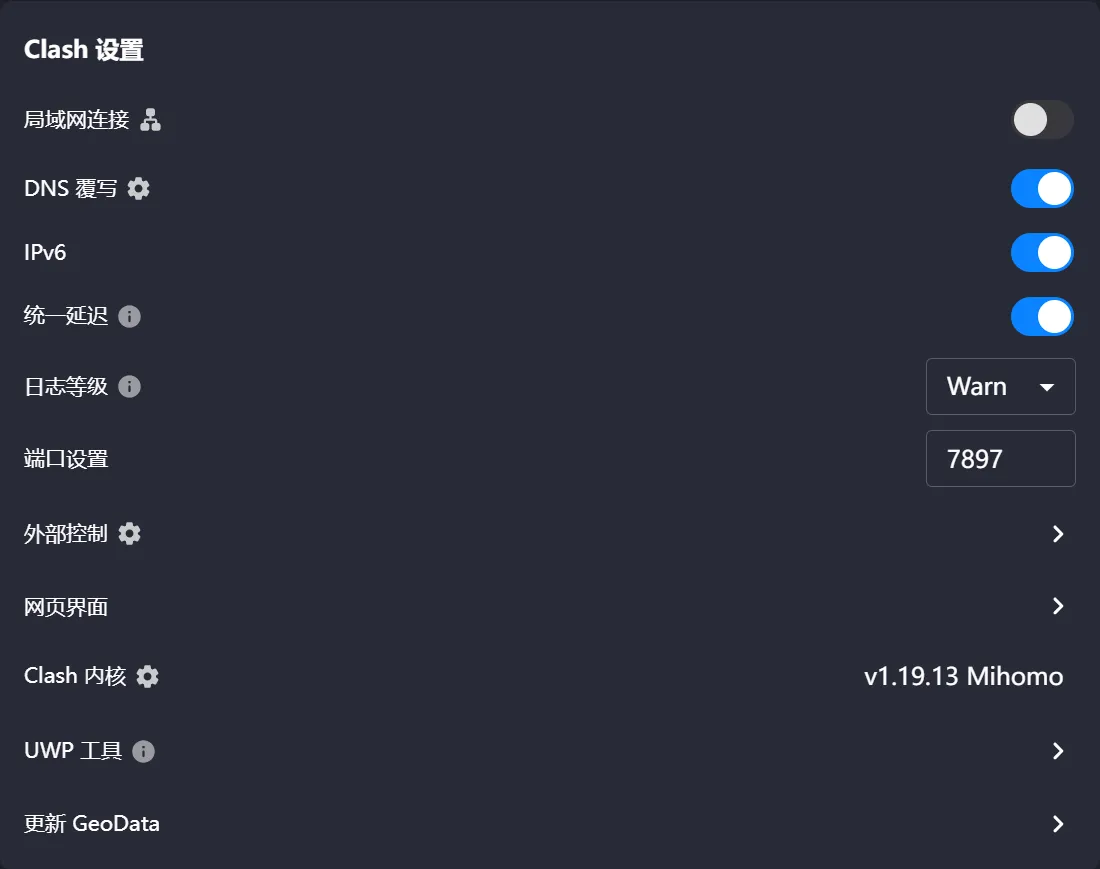 Clash 设置
局域网连接
DNS 覆写
IPv6
统一延迟
日志等级
Warn
端口设置
7897
外部控制
网页界面
Clash 内核
v1.19.13 Mihomo
UWP 工具
更新 GeoData